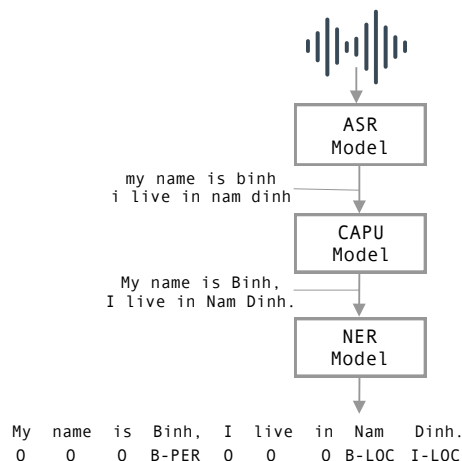 ASR
Model
my name is binh
i live in nam dinh
CAPU
Model
My name is Binh,
I live in Nam Dinh.
NER
Model
My name is Binh, I live in Nam Dinh.
O O O B-PER O O O B-LOC I-LOC